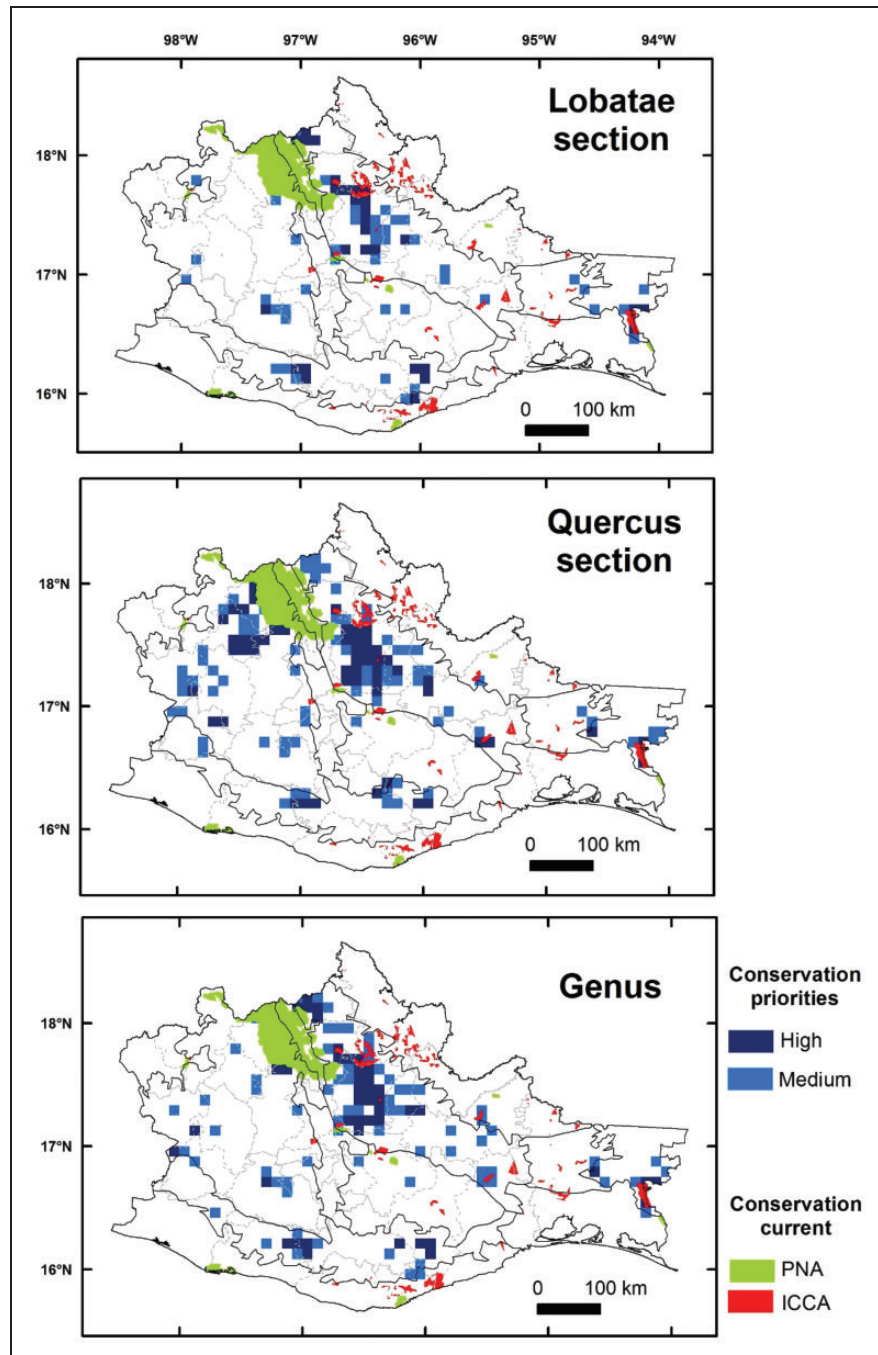 98°W 97°W 96°W 95°W 94°W
Lobatae
section
18°N
17°N
16°N
0 100 km
Quercus
section
18°N
17°N
16°N
0 100 km
Genus
18°N
17°N
16°N
0 100 km
Conservation
priorities
High
Medium
Conservation
current
PNA
ICCA